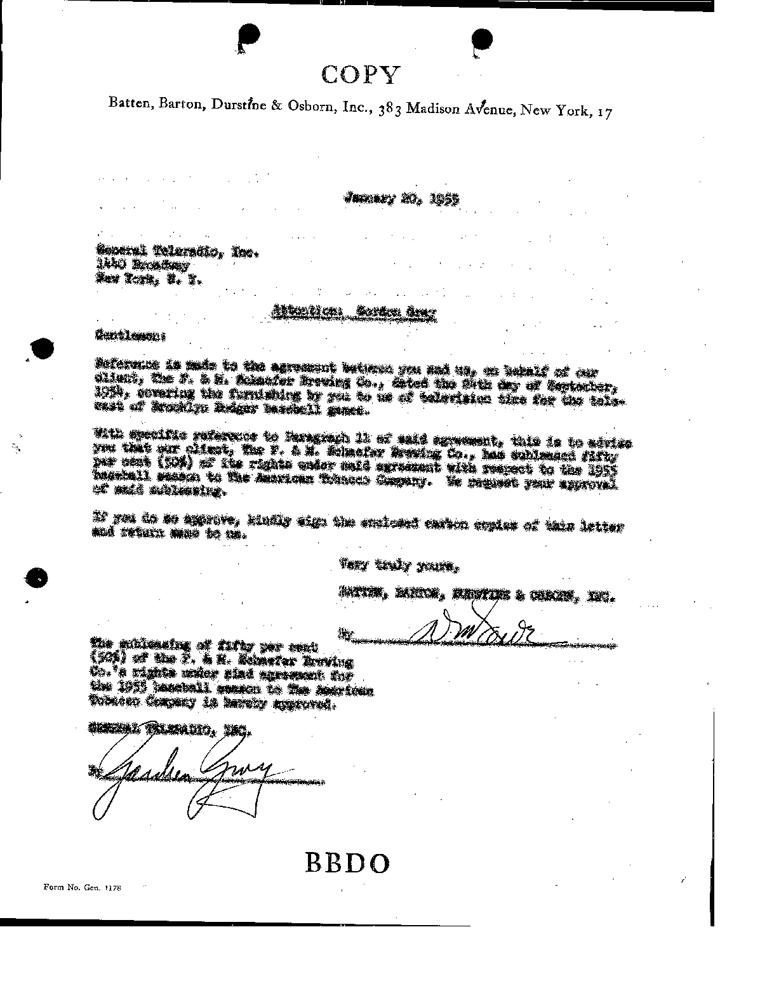 COPY
Batten, Barton, Durstine & Osborn, Inc., 383 Madison Avenue, New York, 17
January 20, 1955
General Teleradio, Inc.
1440 Broadway
New York, N. Y.
Attention: Gordon Gray
Gentlemen:
Reference is made to the agreement between you and us, on behalf of our
client, The F. & M. Schaefer Brewing Co., dated the day of September,
1954, covering the furnishing by you to us of television time for the tele-
cast of Brooklyn Dodger baseball games.
With specific reference to Paragraph 11 of said agreement, this is to advise
you that our client, The F. & M. Schaefer Brewing Co., has subleased fifty
per cent (50%) of its rights under said agreement with respect to the 1955
baseball season to The American Tobacco Company. We request your approval
of said subleasing.
If you do so approve, kindly sign the enclosed carbon copies of this letter
and return same to us.
Very truly yours,
BATTEN, BARTON, DURSTINE & OSBORN, INC.
By
The subleasing of fifty per cent
(50%) of the F. & M. Schaefer Brewing
Co.'s rights under siad agreement for
the 1955 baseball season to The American
Tobacco Company is hereby approved.
GENERAL TELERADIO, INC.
By Gordon Gray
BBDO
Form No. Gen. 1178